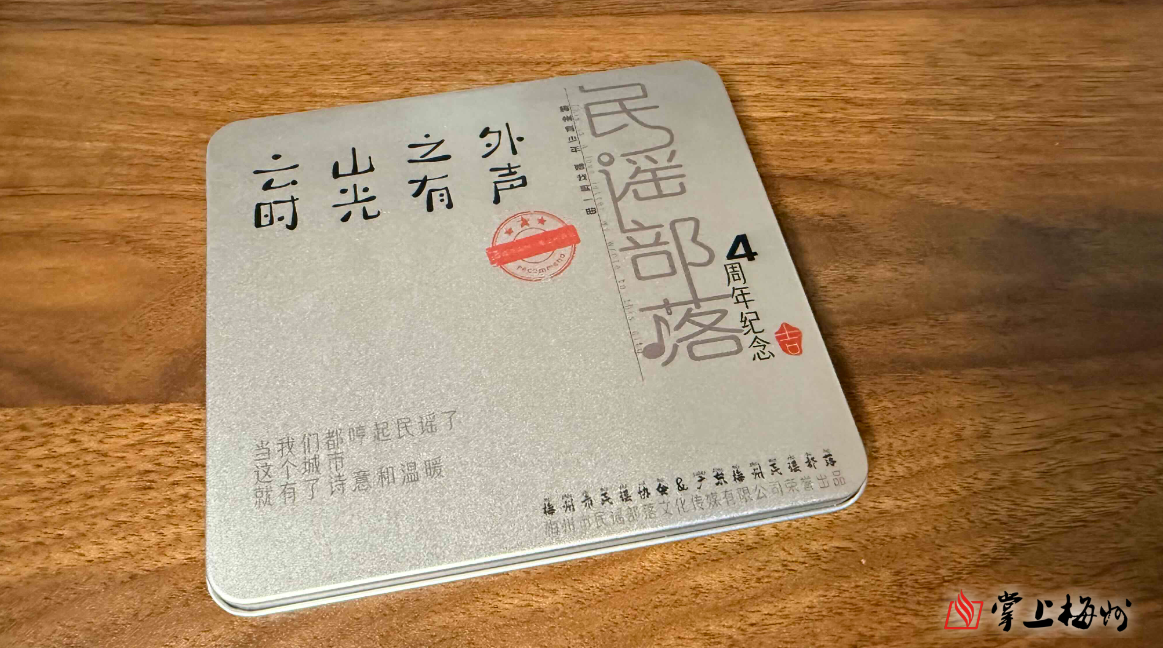 云山之外
时光有声
recommend
民谣部落
4周年纪念
吉
当我们都哼起民谣了
这个城市
就有了诗意和温暖
梅州市民谣协会&广东梅州民谣部落
梅州市民谣部落文化传媒有限公司荣誉出品
掌上梅州